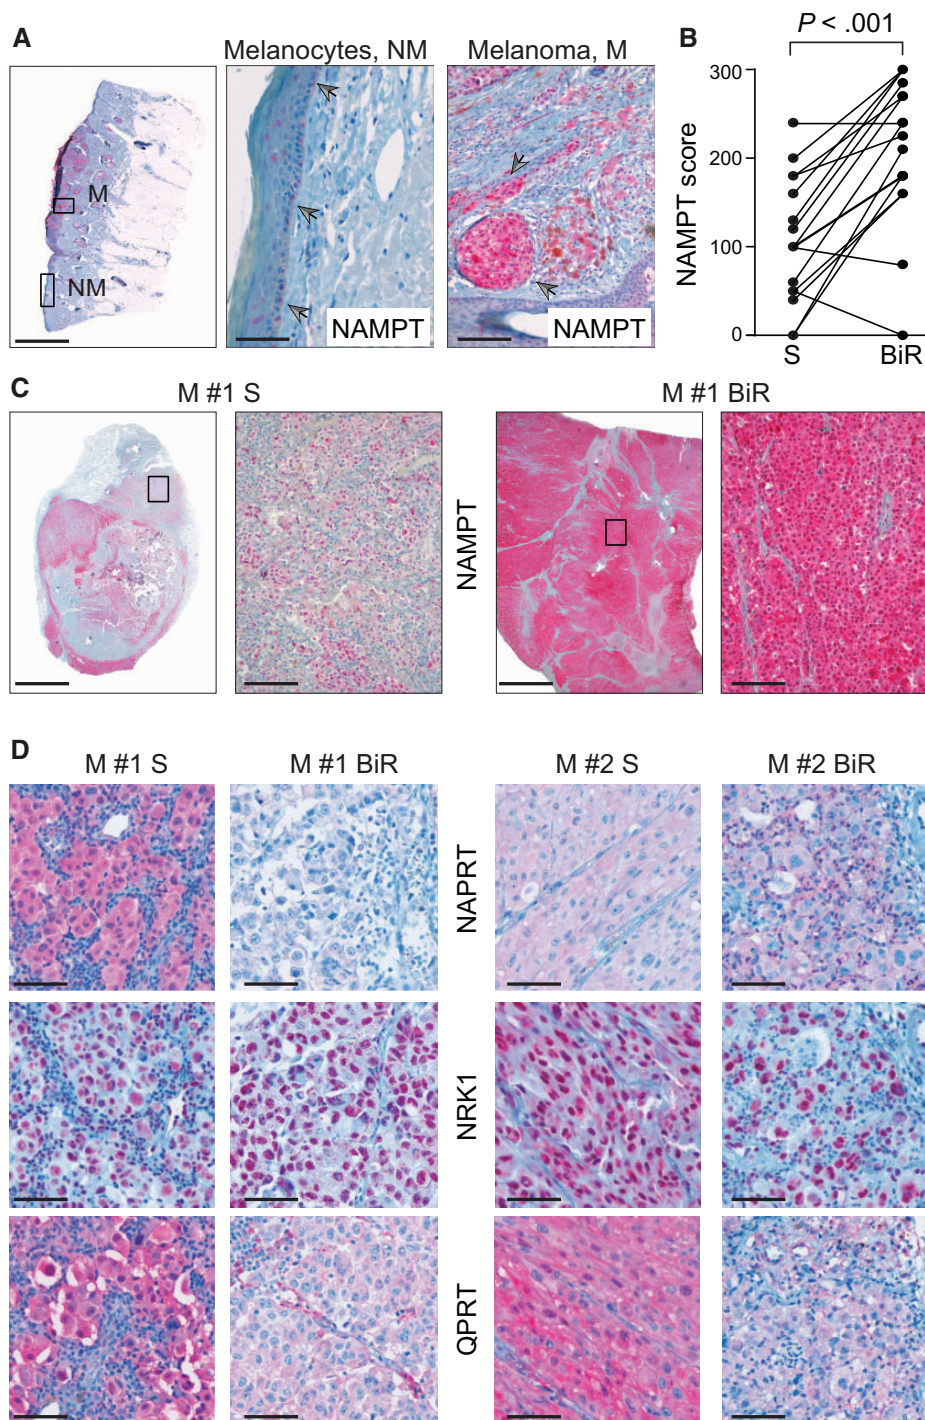 A
Melanocytes, NM
Melanoma, M
M
NM
NAMPT
NAMPT
B
P < .001
NAMPT score
300
200
100
0
S
BiR
C
M #1 S
M #1 BiR
NAMPT
D
M #1 S
M #1 BiR
M #2 S
M #2 BiR
NAPRT
NRK1
QPRT